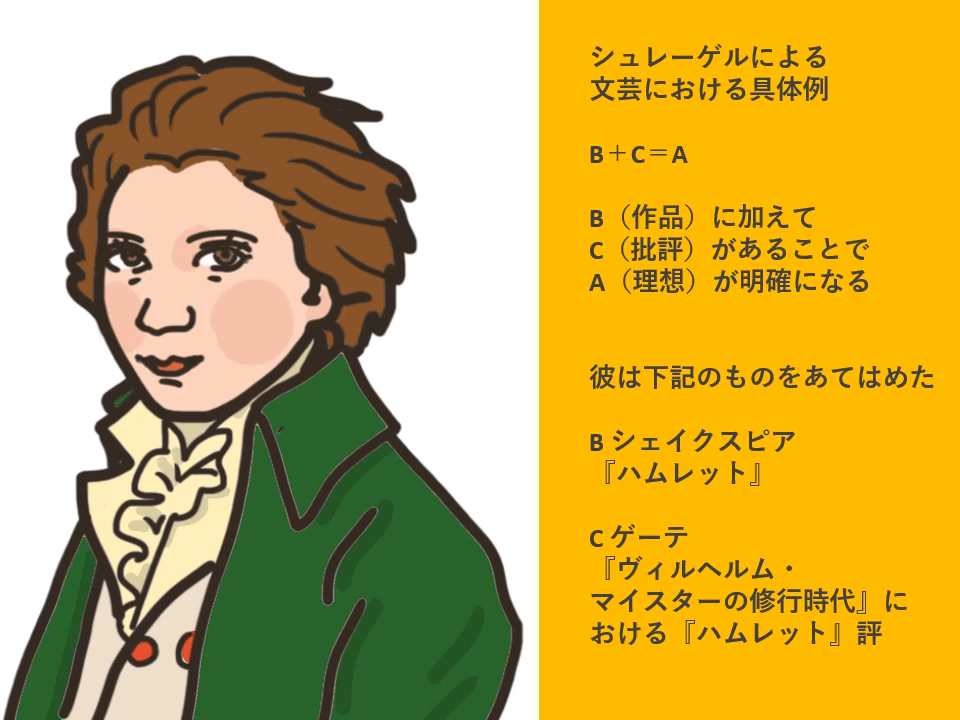 シュレーゲルによる
文芸における具体例
B＋C＝A
B（作品）に加えて
C（批評）があることで
A（理想）が明確になる
彼は下記のものをあてはめた
B シェイクスピア
『ハムレット』
C ゲーテ
『ヴィルヘルム・
マイスターの修行時代』に
おける『ハムレット』評